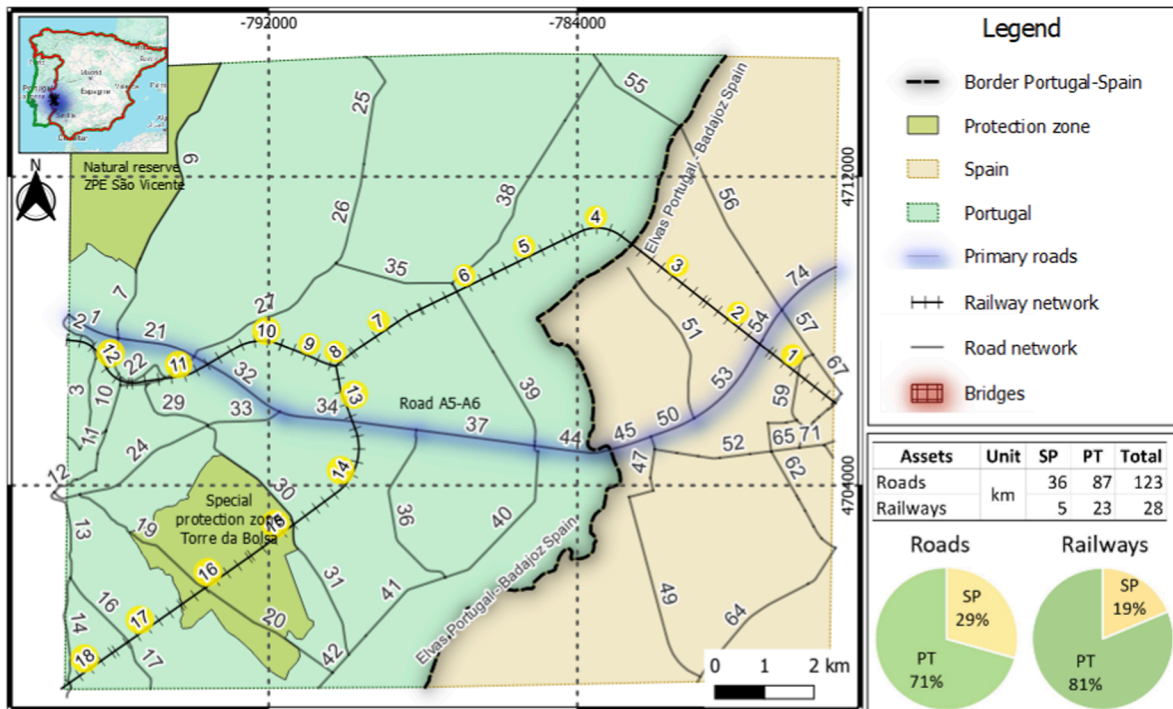 -792000
-784000
Madrid
Espagne
Valence
Portugal
Natural reserve
ZPE São Vicente
N
Elvas Portugal - Badajoz Spain
4712000
4704000
Road A5-A6
Special
protection zone
Torre da Bolsa
Elvas Portugal - Badajoz Spain
55
25
9
38
26
56
4
5
3
35
6
74
7
27
2
1
21
10
7
51
54
57
2
9
8
12
22
11
32
1
67
3
10
13
53
59
39
29
33
34
50
11
37
44
45
65
71
24
47
52
14
62
12
30
19
15
36
40
13
16
31
41
49
16
17
20
64
14
42
18
17
0 1 2 km
Legend
Border Portugal-Spain
Protection zone
Spain
Portugal
Primary roads
Railway network
Road network
Bridges
Assets Unit SP PT Total
Roads km 36 87 123
Railways 5 23 28
Roads
SP
29%
PT
71%
Railways
SP
19%
PT
81%